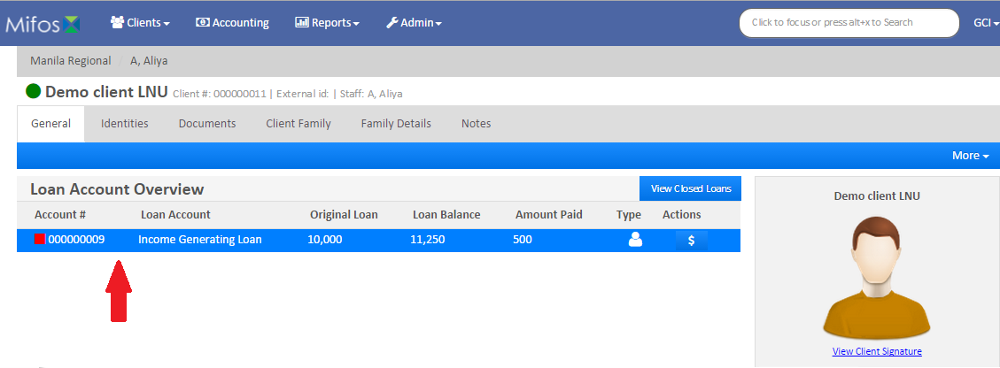 Mifos Clients Accounting Reports Admin Click to focus or press alt+x to Search GCI
Manila Regional / A, Aliya
Demo client LNU Client #: 000000011 | External id: | Staff: A, Aliya
General Identities Documents Client Family Family Details Notes
More
Loan Account Overview View Closed Loans
Account # Loan Account Original Loan Loan Balance Amount Paid Type Actions
000000009 Income Generating Loan 10,000 11,250 500 $
Demo client LNU
View Client Signature